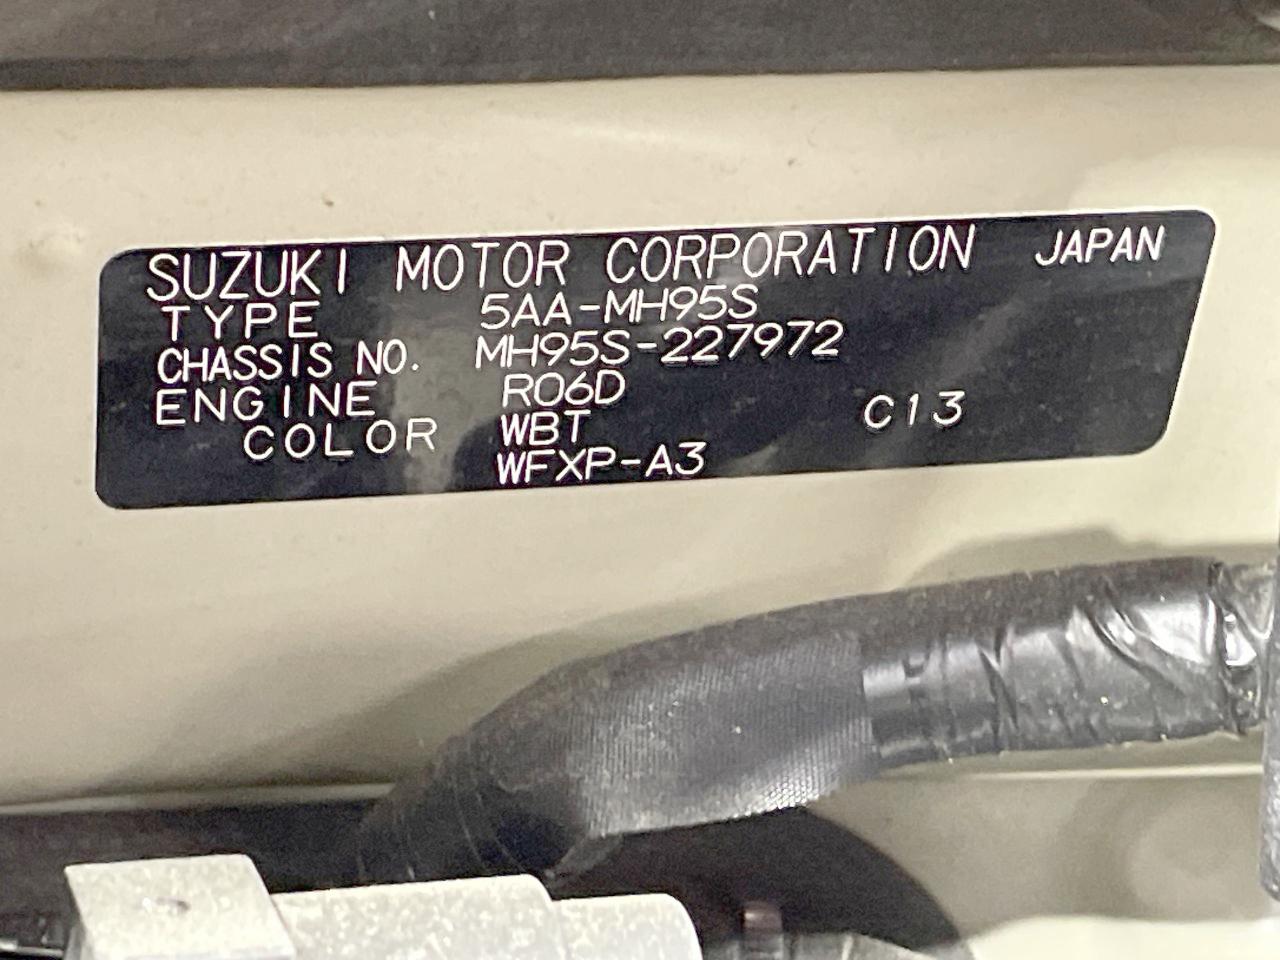 SUZUKI MOTOR CORPORATION JAPAN
TYPE 5AA-MH95S
CHASSIS NO. MH95S-227972
ENGINE R06D
COLOR WBT C13
WFXP-A3